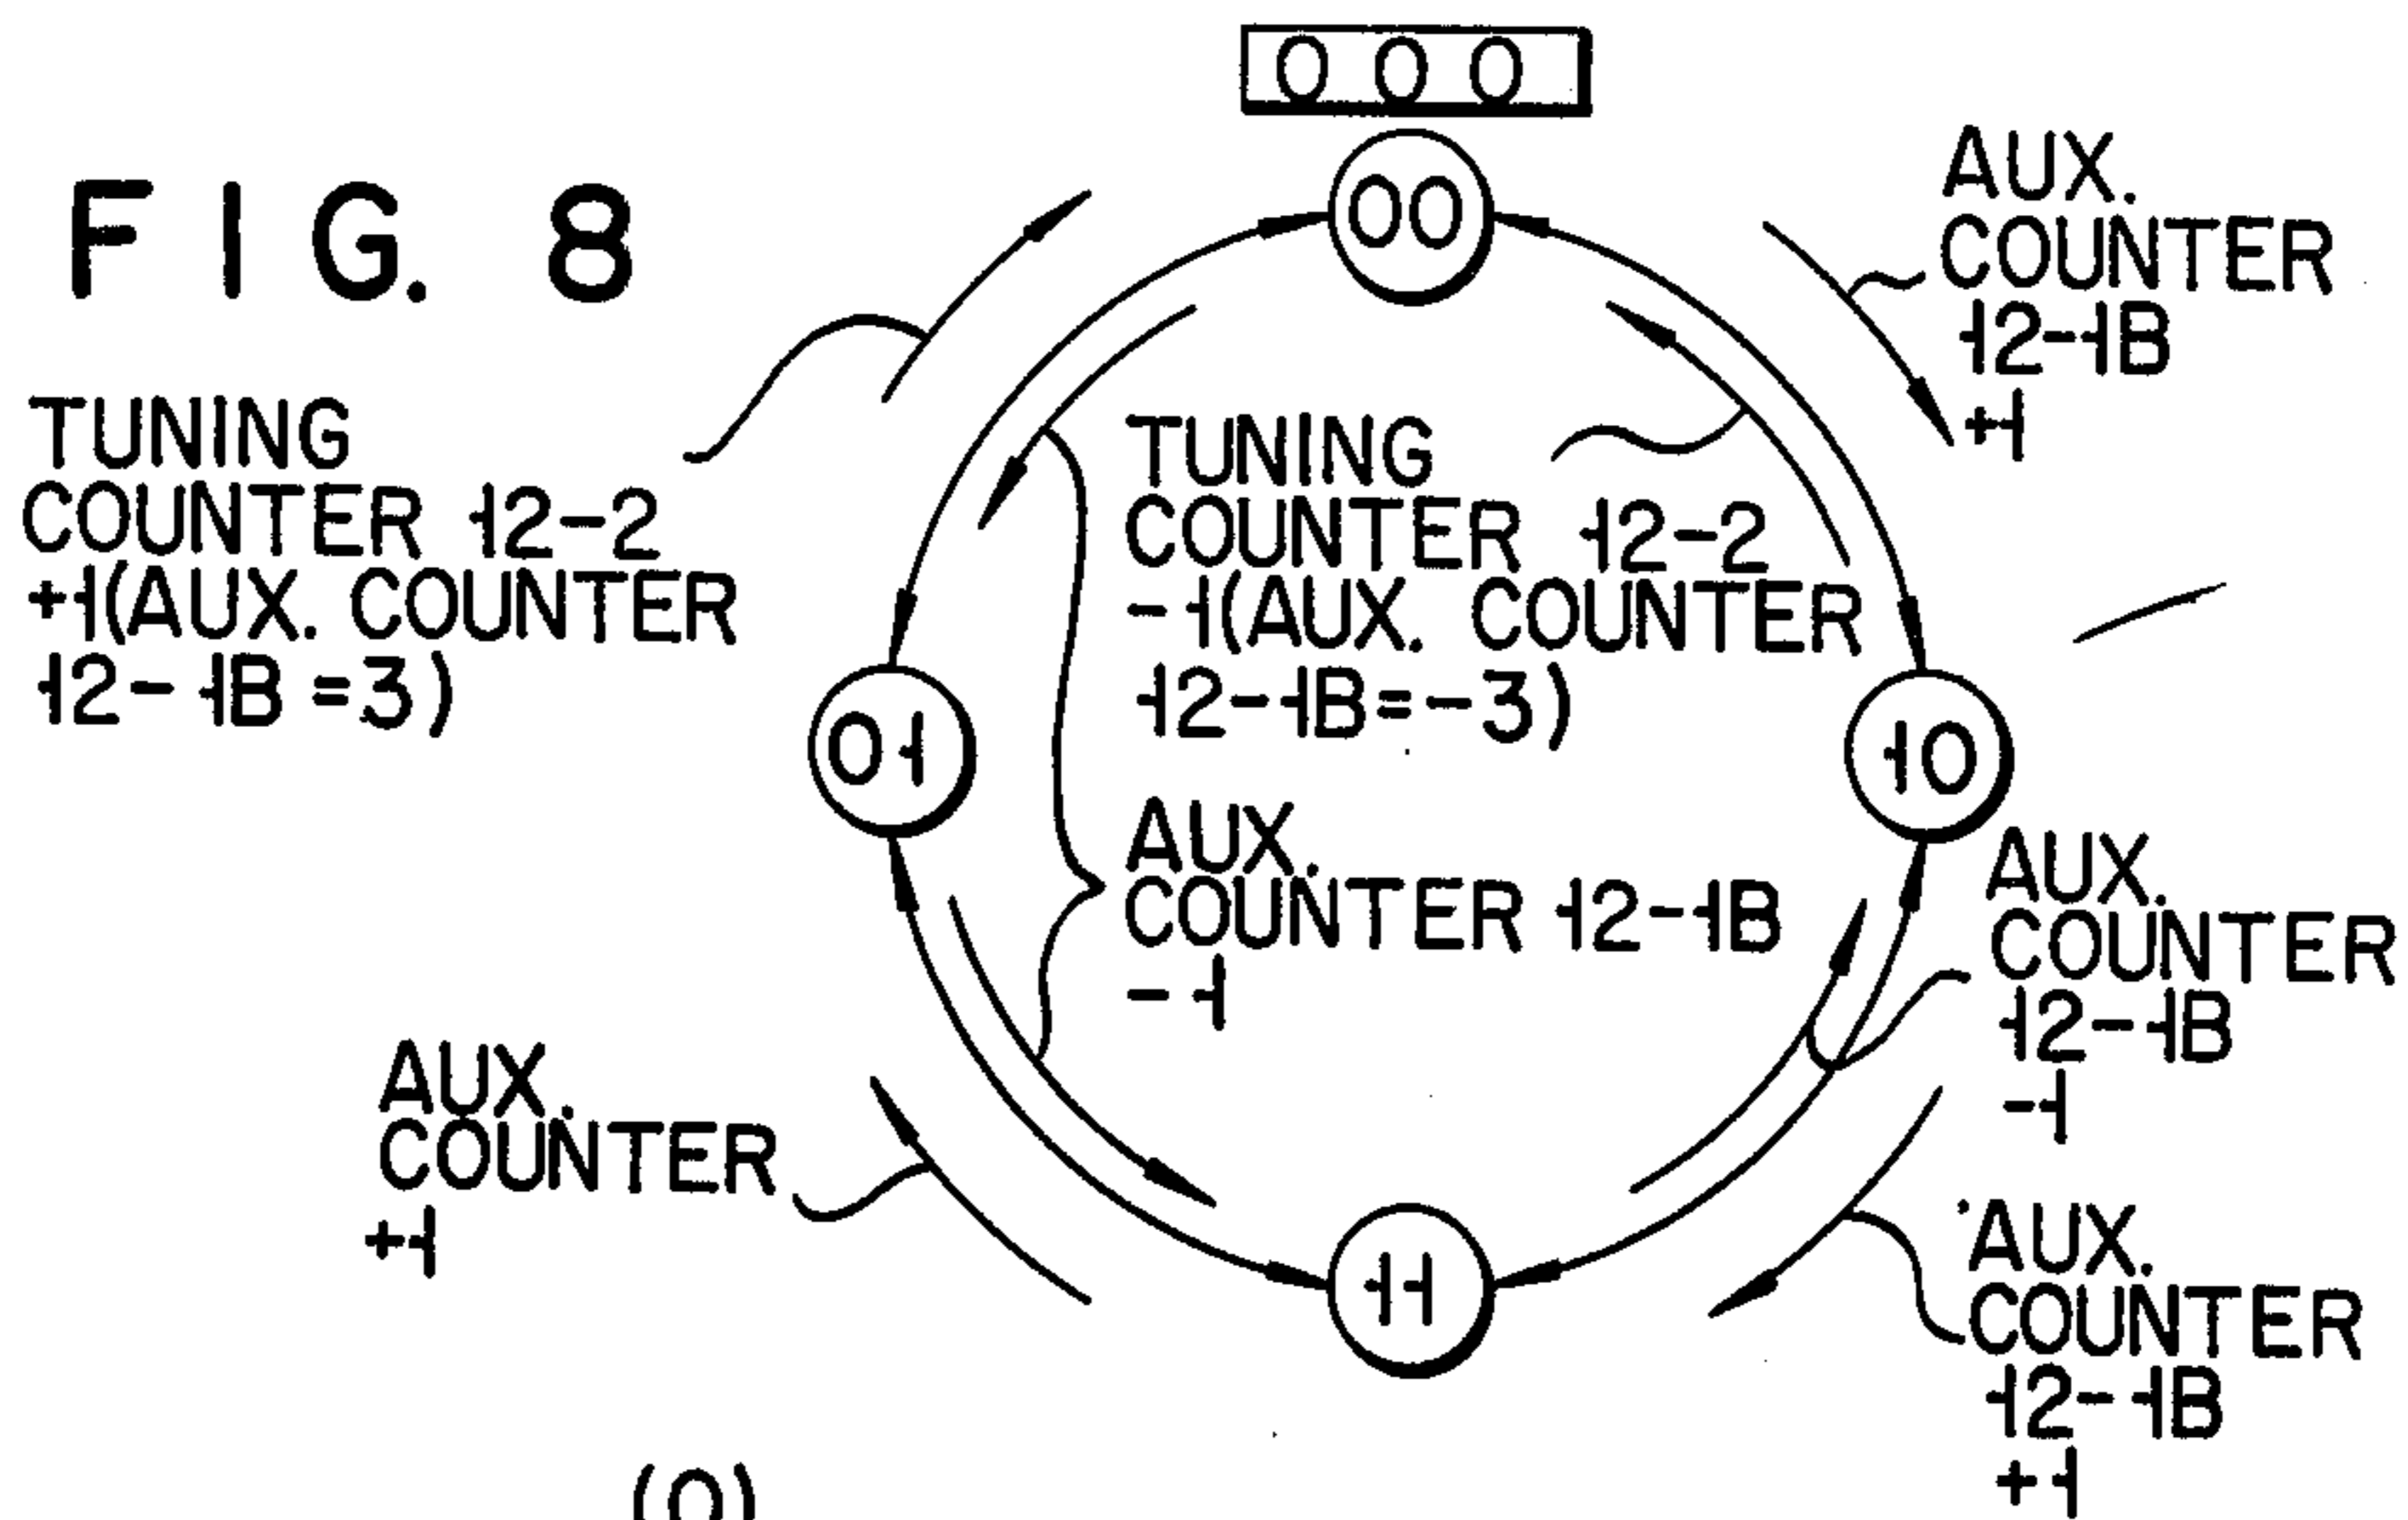 000
FIG. 8
00
AUX.
COUNTER
12-1B
+1
TUNING
COUNTER 12-2
+1(AUX. COUNTER
12-1B=3)
TUNING
COUNTER 12-2
-1(AUX. COUNTER
12-1B=-3)
01
10
AUX.
COUNTER 12-1B
-1
AUX.
COUNTER
12-1B
-1
AUX.
COUNTER
+1
11
AUX.
COUNTER
12-1B
+1
(0)